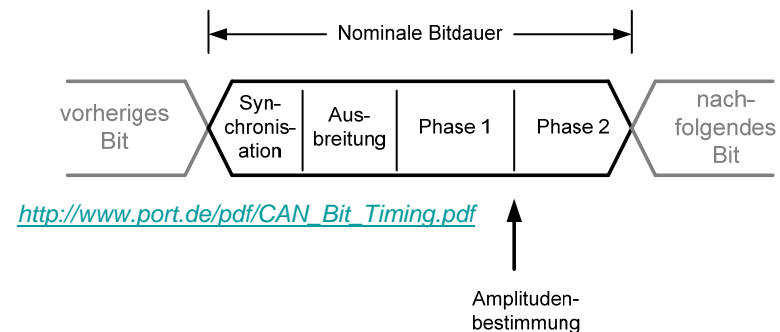 Nominale Bitdauer
vorheriges
Bit
Syn-
chronis-
ation
Aus-
breitung
Phase 1
Phase 2
nach-
folgendes
Bit
http://www.port.de/pdf/CAN_Bit_Timing.pdf
Amplituden-
bestimmung